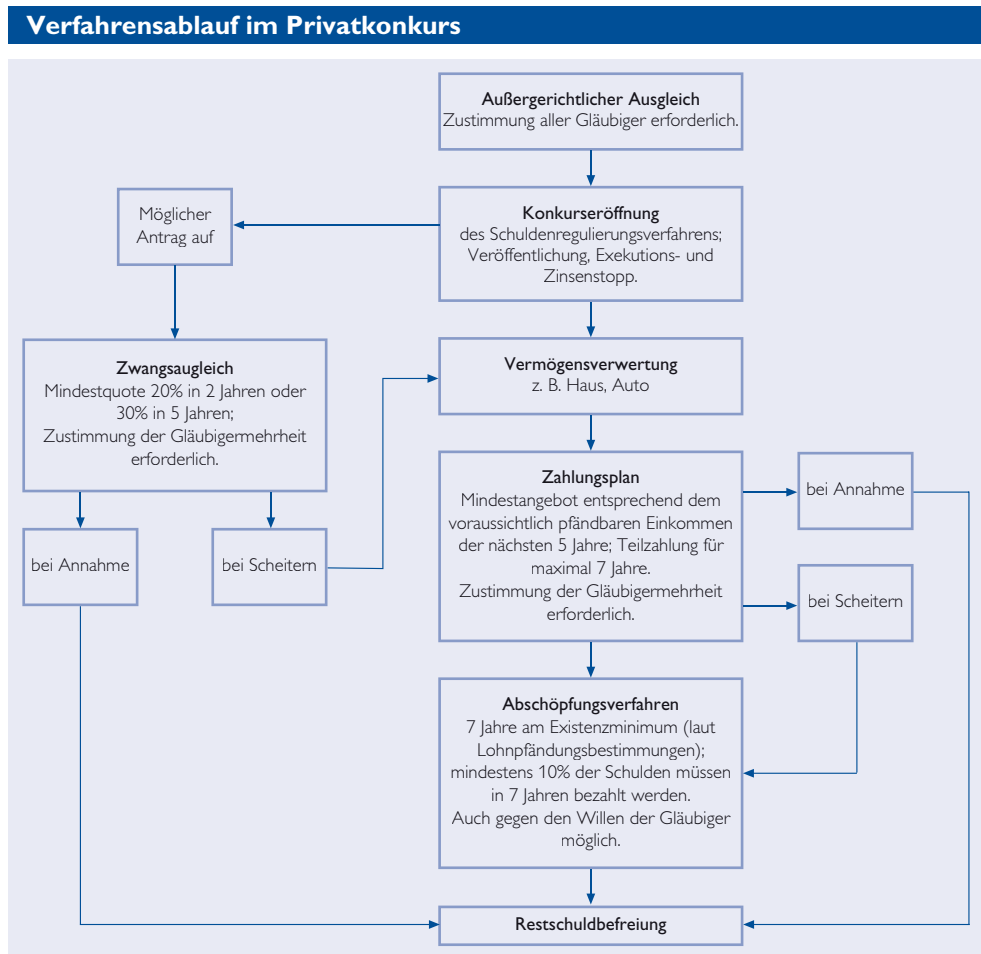 Verfahrensablauf im Privatkonkurs
Außergerichtlicher Ausgleich
Zustimmung aller Gläubiger erforderlich.
Möglicher
Antrag auf
Konkurseröffnung
des Schuldenregulierungsverfahrens;
Veröffentlichung, Exekutions- und
Zinsenstopp.
Zwangsaugleich
Mindestquote 20% in 2 Jahren oder
30% in 5 Jahren;
Zustimmung der Gläubigermehrheit
erforderlich.
Vermögensverwertung
z. B. Haus, Auto
Zahlungsplan
Mindestangebot entsprechend dem
voraussichtlich pfändbaren Einkommen
der nächsten 5 Jahre; Teilzahlung für
maximal 7 Jahre.
Zustimmung der Gläubigermehrheit
erforderlich.
bei Annahme
bei Scheitern
bei Annahme
bei Scheitern
Abschöpfungsverfahren
7 Jahre am Existenzminimum (laut
Lohnpfändungsbestimmungen);
mindestens 10% der Schulden müssen
in 7 Jahren bezahlt werden.
Auch gegen den Willen der Gläubiger
möglich.
Restschuldbefreiung